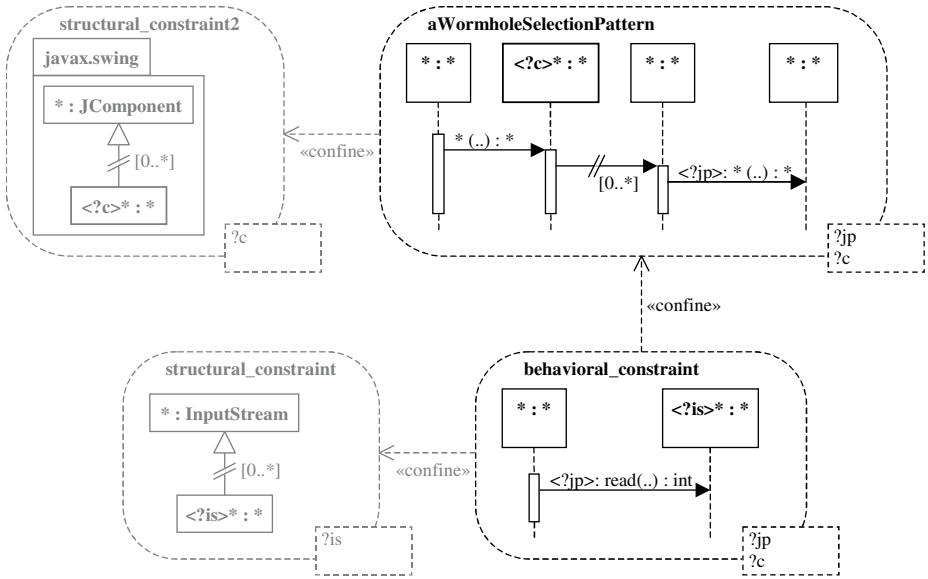 structural_constraint2
javax.swing
* : JComponent
[0..*]
<?c>* : *
?c
«confine»
aWormholeSelectionPattern
* : *
<?c>* : *
* : *
* : *
* (..) : *
[0..*]
<?jp>: * (..) : *
?jp
?c
«confine»
structural_constraint
* : InputStream
[0..*]
<?is>* : *
?is
«confine»
behavioral_constraint
* : *
<?is>* : *
<?jp>: read(..) : int
?jp
?c